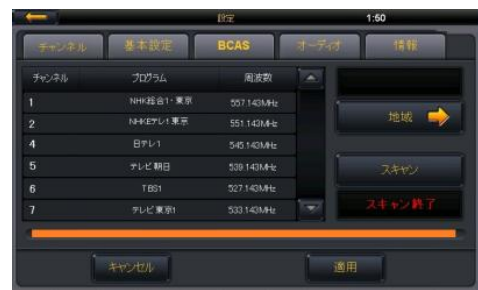 設定 1:50
チャンネル 基本設定 BCAS オーディオ 情報
チャンネル プログラム 周波数
1 NHK総合1・東京 557.143MHz
2 NHKEテレ1東京 551.143MHz
4 日テレ1 545.143MHz
5 テレビ朝日 539.143MHz
6 TBS1 527.143MHz
7 テレビ東京1 533.143MHz
地域
スキャン
スキャン終了
キャンセル 適用